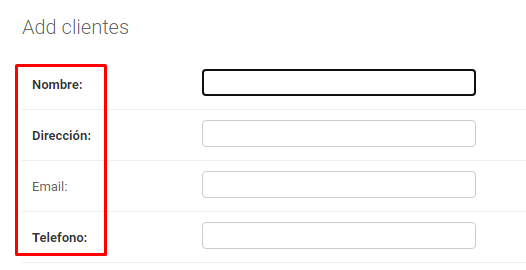 Add clientes
Nombre:
Dirección:
Email:
Telefono: